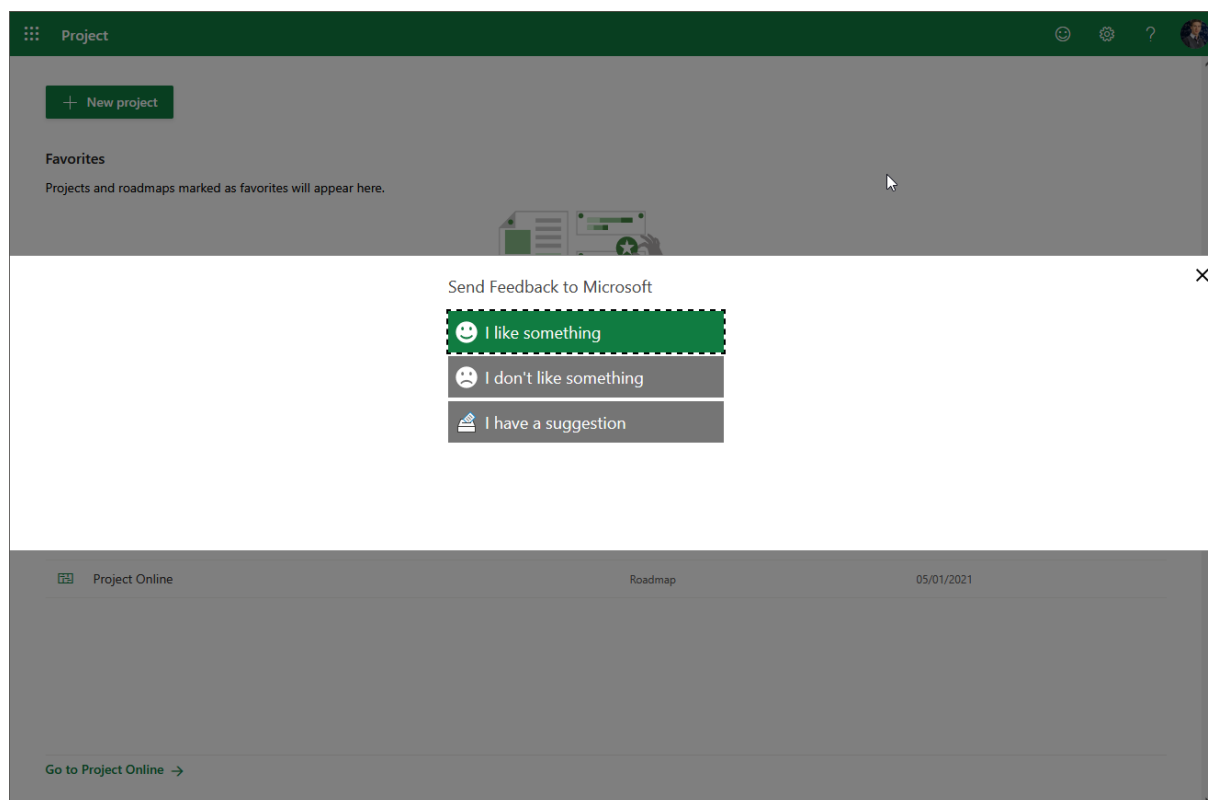 Project
?
+ New project
Favorites
Projects and roadmaps marked as favorites will appear here.
Send Feedback to Microsoft
I like something
I don't like something
I have a suggestion
Project Online Roadmap 05/01/2021
Go to Project Online →